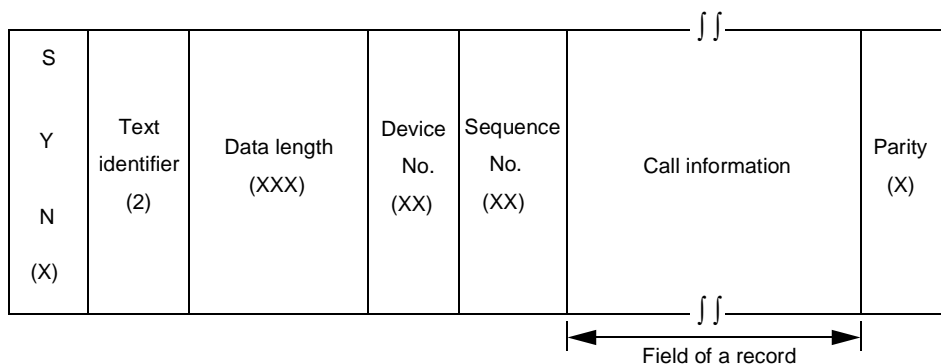 S
Y
N
(X)
Text
identifier
(2)
Data length
(XXX)
Device
No.
(XX)
Sequence
No.
(XX)
Call information
Parity
(X)
Field of a record